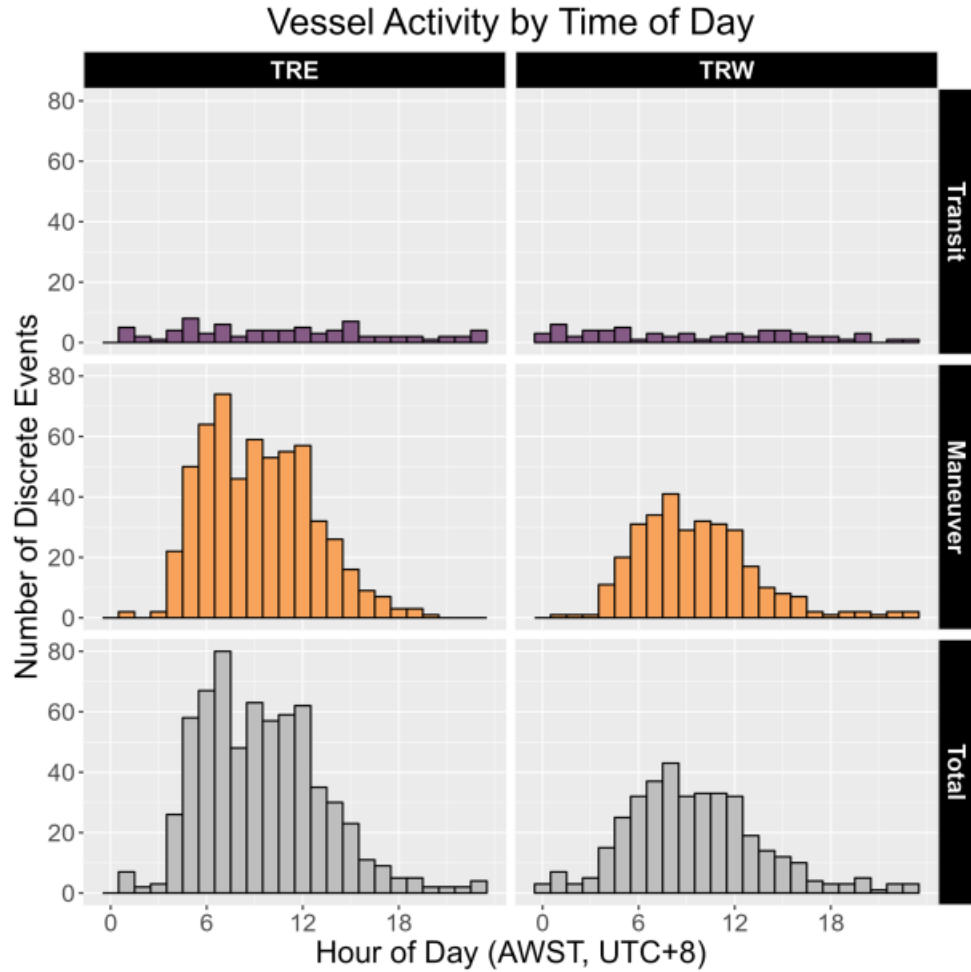 Vessel Activity by Time of Day
TRE
TRW
80
60
40
20
0
Transit
80
60
40
20
0
Maneuver
80
60
40
20
0
Total
Number of Discrete Events
0 6 12 18
0 6 12 18
Hour of Day (AWST, UTC+8)